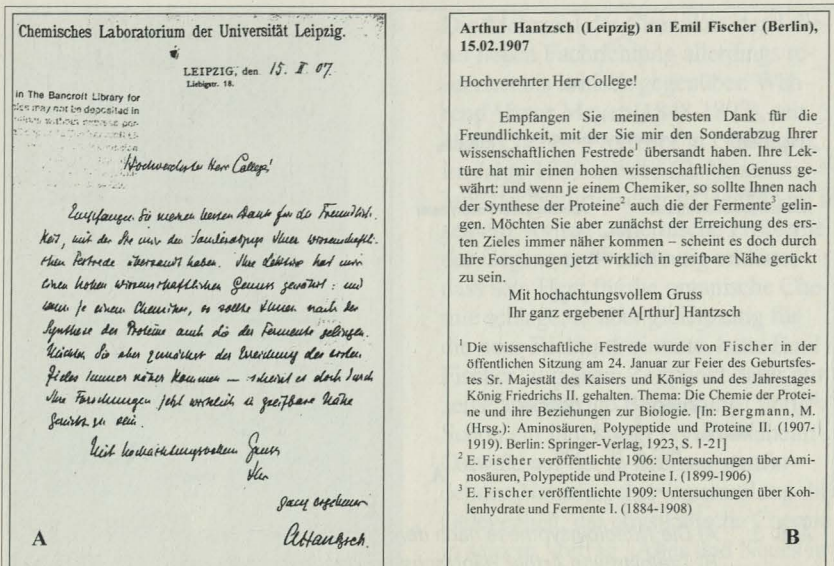 Chemisches Laboratorium der Universität Leipzig.
LEIPZIG, den 15. II 07.
Liebigstr. 18.
in The Bancroft Library for
may not be deposited in
Hochverehrter Herr College!
Empfangen Sie meinen besten Dank für die Freundlich-
keit, mit der Sie mir den Sonderabzug Ihrer wissenschaftli-
chen Festrede übersandt haben. Ihre Lektüre hat mir
einen hohen wissenschaftlichen Genuss gewährt: und
wenn je einem Chemiker, so sollte Ihnen nach der
Synthese der Proteine auch die der Fermente gelingen.
Möchten Sie aber zunächst der Erreichung des ersten
Zieles immer näher kommen — scheint es doch durch
Ihre Forschungen jetzt wirklich in greifbare Nähe
gerückt zu sein.
Mit hochachtungsvollem Gruss
Ihr
ganz ergebener
AHantzsch.
A
Arthur Hantzsch (Leipzig) an Emil Fischer (Berlin),
15.02.1907
Hochverehrter Herr College!
Empfangen Sie meinen besten Dank für die
Freundlichkeit, mit der Sie mir den Sonderabzug Ihrer
wissenschaftlichen Festrede¹ übersandt haben. Ihre Lek-
türe hat mir einen hohen wissenschaftlichen Genuss ge-
währt: und wenn je einem Chemiker, so sollte Ihnen nach
der Synthese der Proteine² auch die der Fermente³ gelin-
gen. Möchten Sie aber zunächst der Erreichung des ers-
ten Zieles immer näher kommen – scheint es doch durch
Ihre Forschungen jetzt wirklich in greifbare Nähe gerückt
zu sein.
Mit hochachtungsvollem Gruss
Ihr ganz ergebener A[rthur] Hantzsch
¹ Die wissenschaftliche Festrede wurde von Fischer in der
öffentlichen Sitzung am 24. Januar zur Feier des Geburtsfes-
tes Sr. Majestät des Kaisers und Königs und des Jahrestages
König Friedrichs II. gehalten. Thema: Die Chemie der Protei-
ne und ihre Beziehungen zur Biologie. [In: Bergmann, M.
(Hrsg.): Aminosäuren, Polypeptide und Proteine II. (1907-
1919). Berlin: Springer-Verlag, 1923, S. 1-21]
² E. Fischer veröffentlichte 1906: Untersuchungen über Ami-
nosäuren, Polypeptide und Proteine I. (1899-1906)
³ E. Fischer veröffentlichte 1909: Untersuchungen über Koh-
lenhydrate und Fermente I. (1884-1908)
B